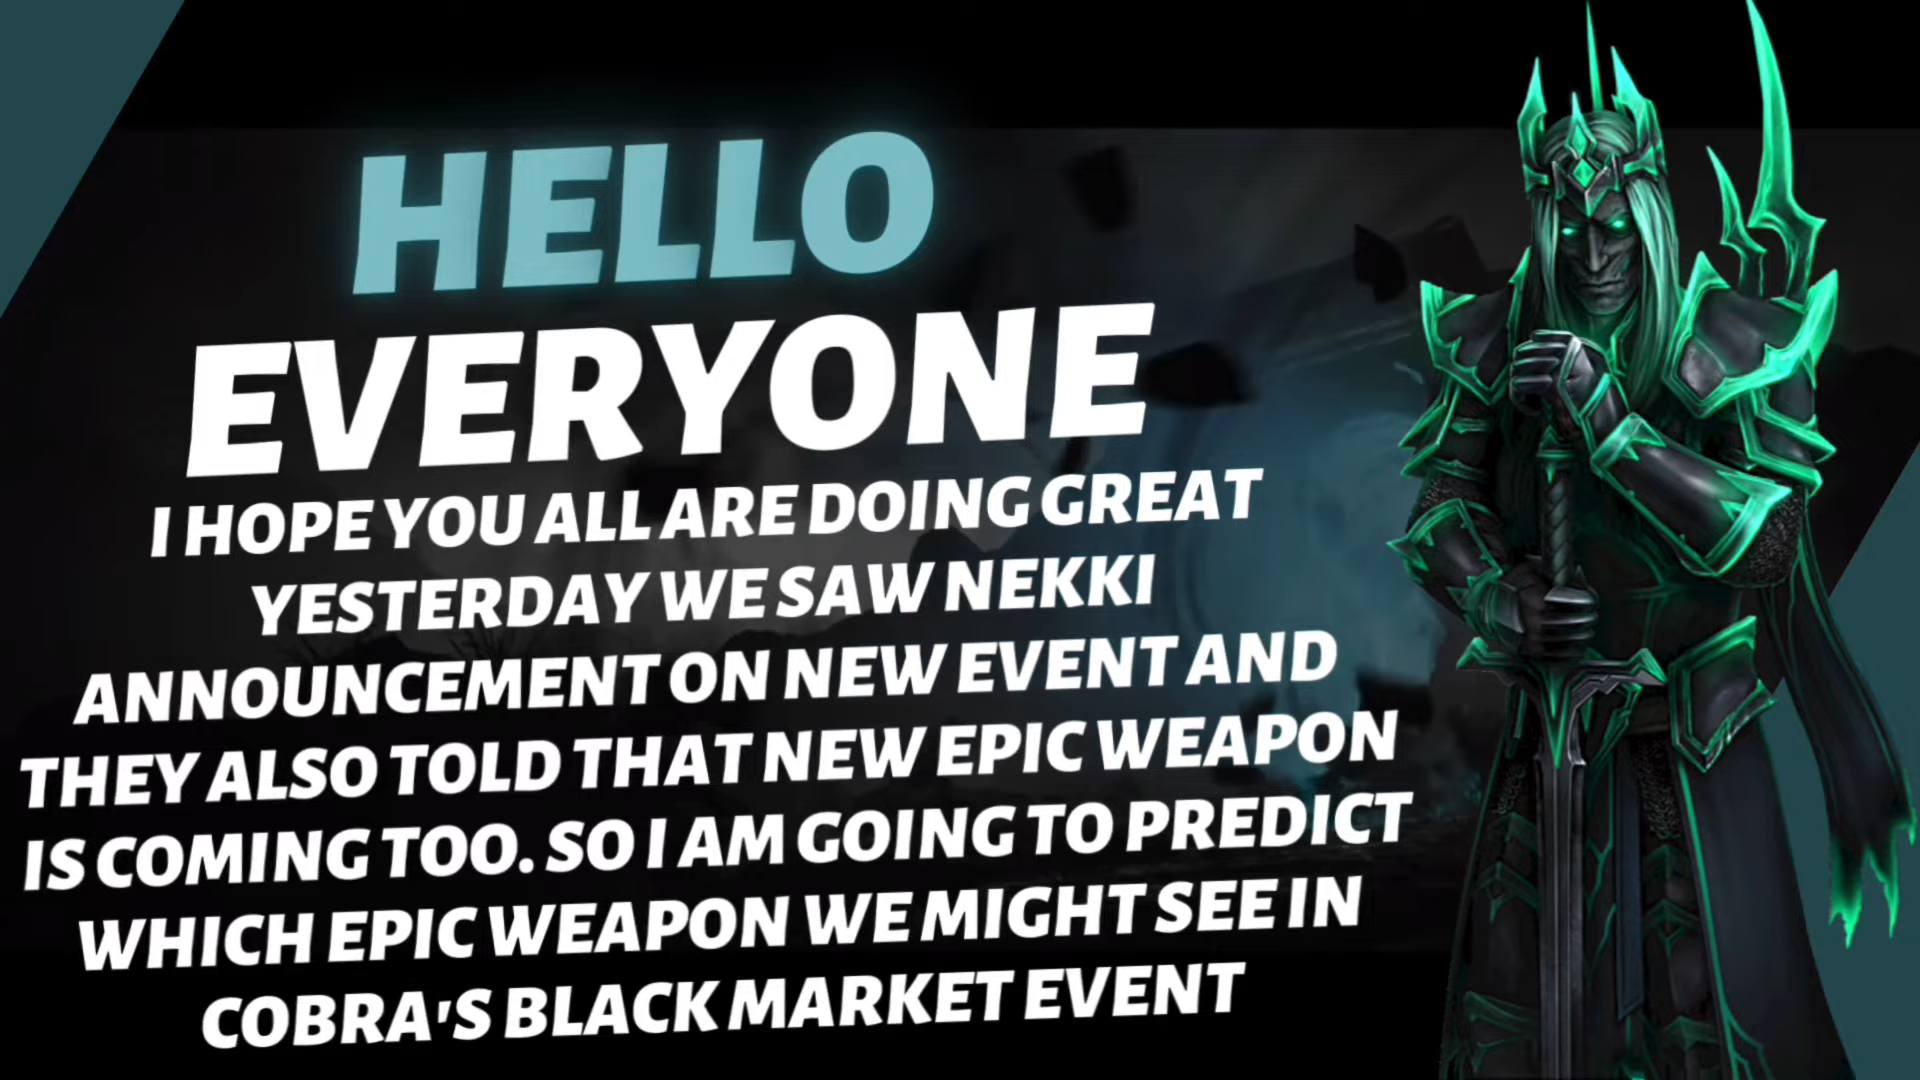 HELLO
EVERYONE
I HOPE YOU ALL ARE DOING GREAT
YESTERDAY WE SAW NEKKI
ANNOUNCEMENT ON NEW EVENT AND
THEY ALSO TOLD THAT NEW EPIC WEAPON
IS COMING TOO. SO I AM GOING TO PREDICT
WHICH EPIC WEAPON WE MIGHT SEE IN
COBRA'S BLACK MARKET EVENT